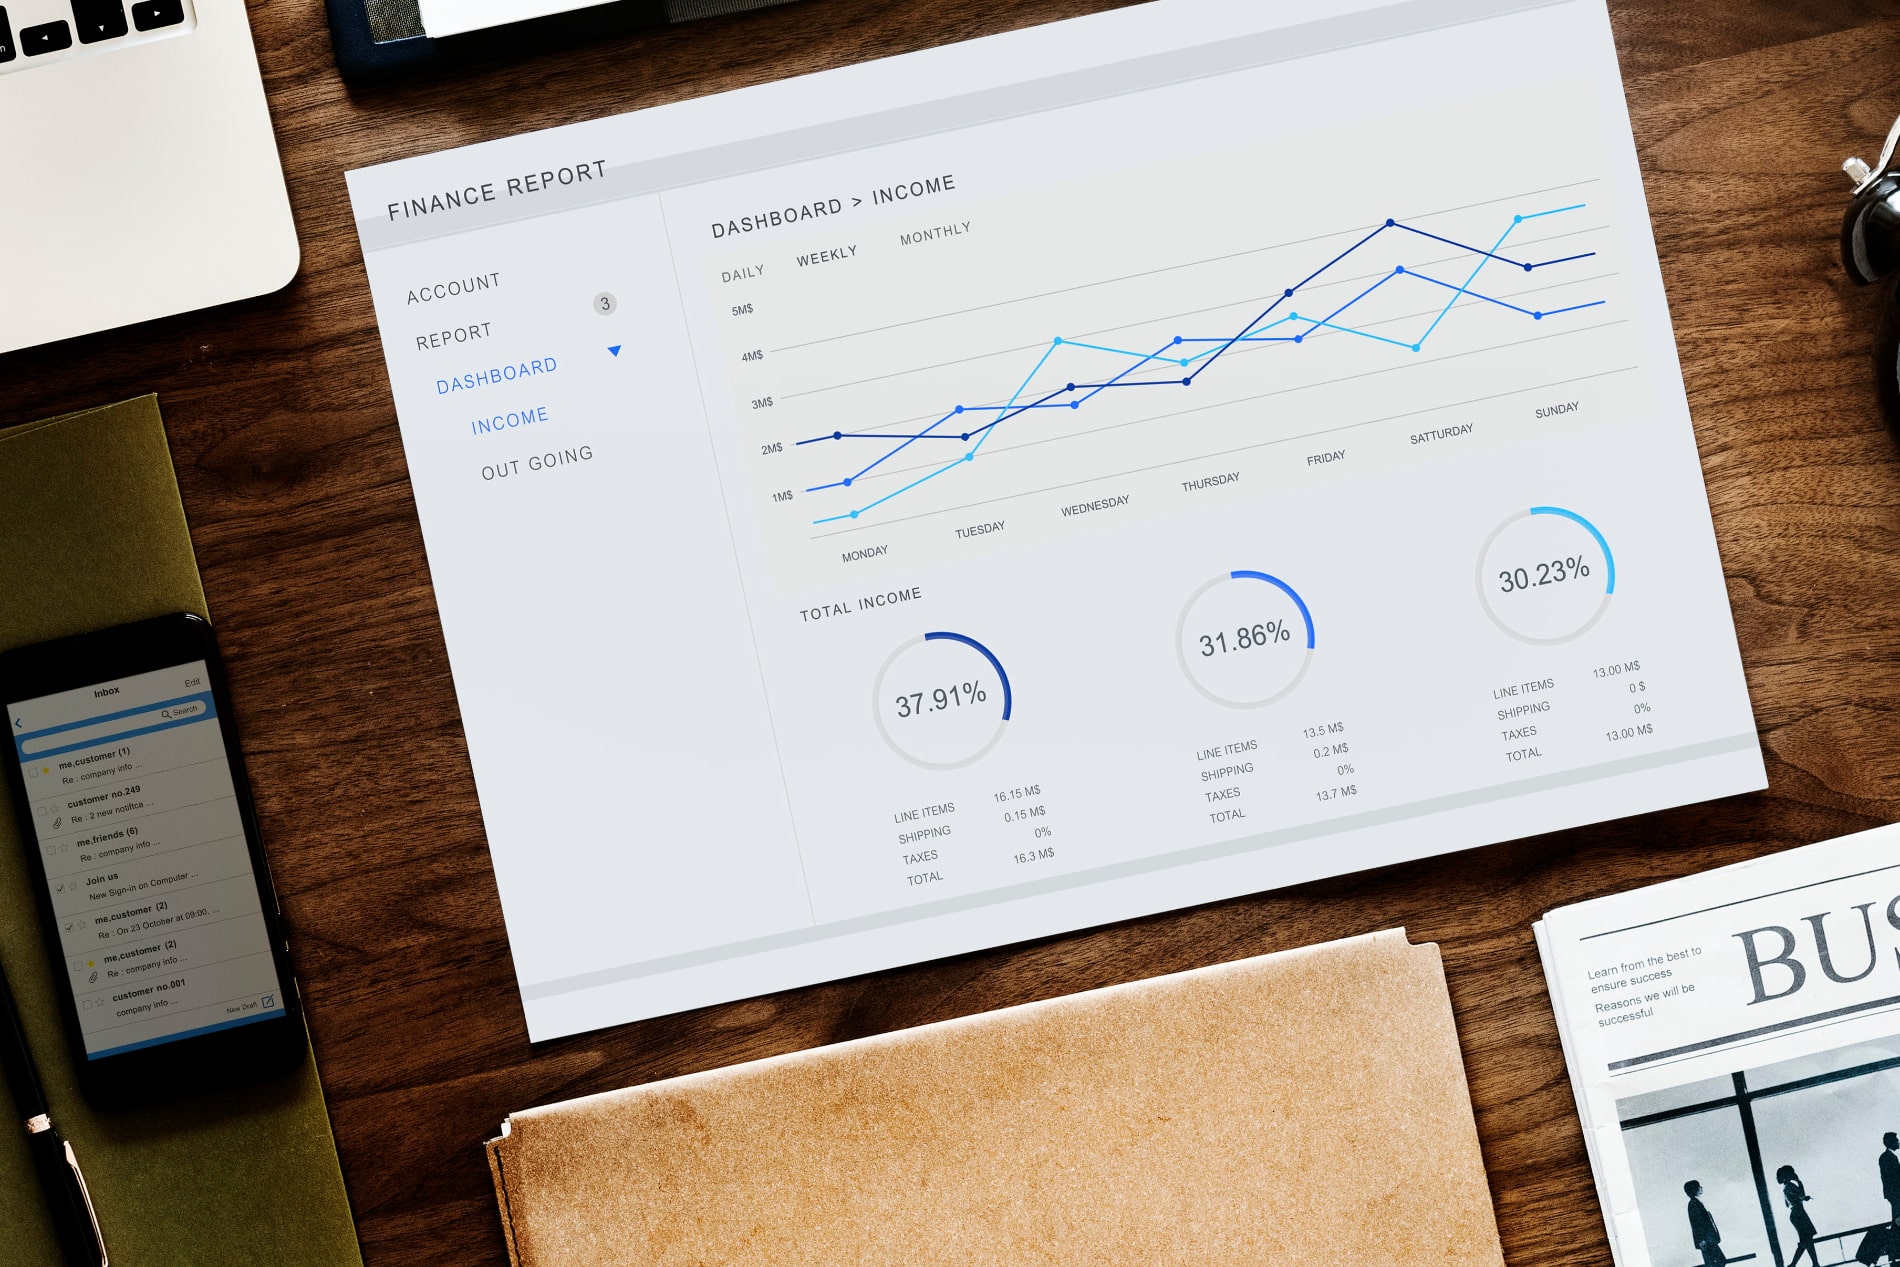 FINANCE REPORT
ACCOUNT
REPORT
3
DASHBOARD
INCOME
OUT GOING
DASHBOARD > INCOME
DAILY WEEKLY MONTHLY
5M$
4M$
3M$
2M$
1M$
MONDAY TUESDAY WEDNESDAY THURSDAY FRIDAY SATTURDAY SUNDAY
TOTAL INCOME
37.91%
LINE ITEMS 16.15 M$
SHIPPING 0.15 M$
TAXES 0%
TOTAL 16.3 M$
31.86%
LINE ITEMS 13.5 M$
SHIPPING 0.2 M$
TAXES 0%
TOTAL 13.7 M$
30.23%
LINE ITEMS 13.00 M$
SHIPPING 0 $
TAXES 0%
TOTAL 13.00 M$
Inbox Edit
Search
me,customer (1)
Re : company info ...
customer no.249
Re : 2 new notiftca ...
me,friends (6)
Re : company info ...
Join us
New Sign-in on Computer ...
me,customer (2)
Re : On 23 October at 09:00, ...
me,customer (2)
Re : company info ...
customer no.001
company info ...
New Draft
Learn from the best to
ensure success
Reasons we will be
successful
BUS